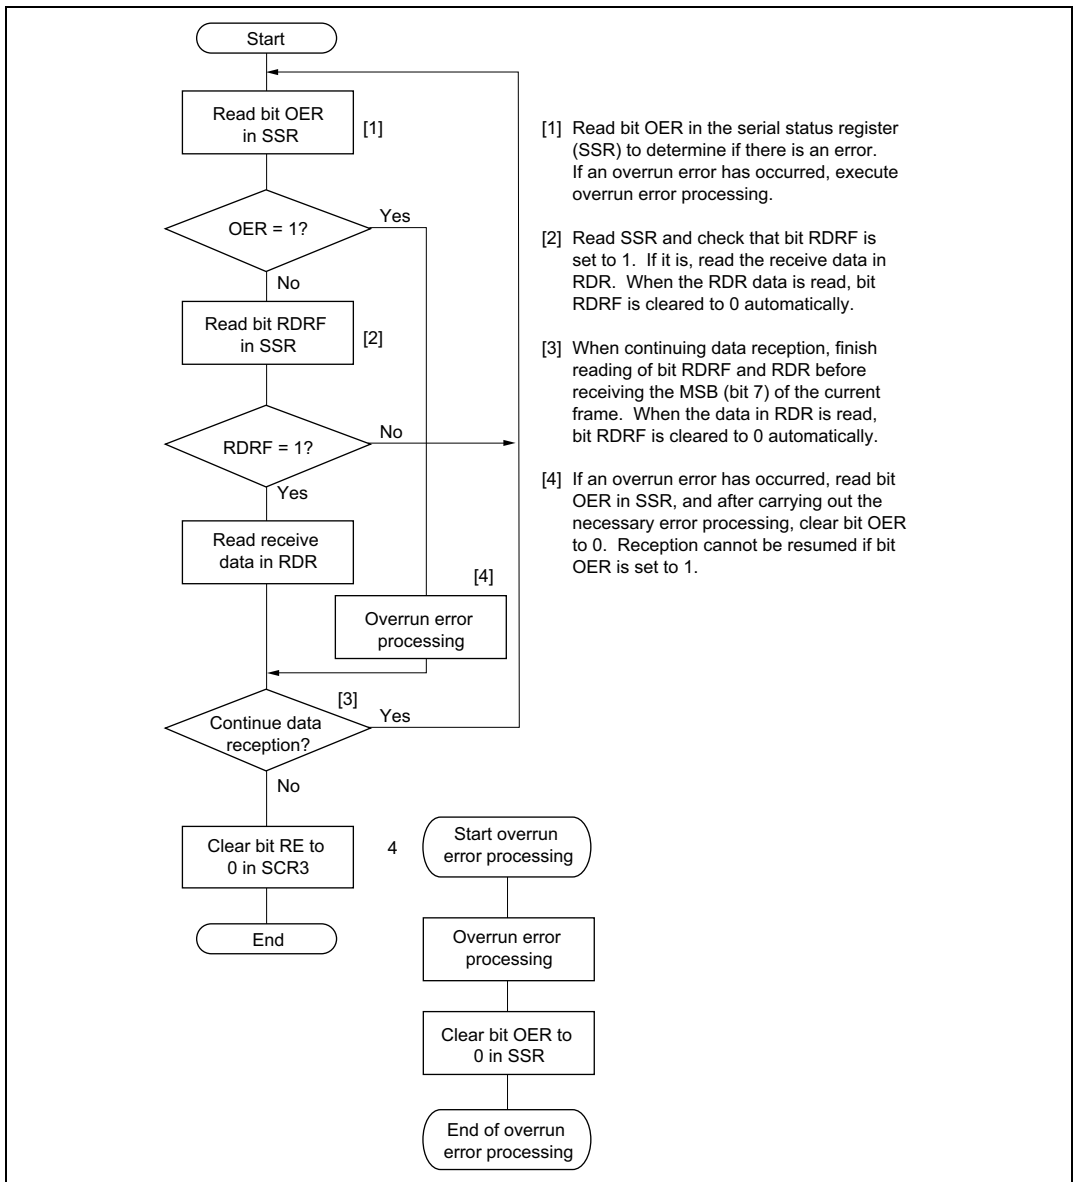 Start
Read bit OER
in SSR
[1]
OER = 1?
Yes
No
Read bit RDRF
in SSR
[2]
RDRF = 1?
No
Yes
Read receive
data in RDR
[4]
Overrun error
processing
[3]
Continue data
reception?
Yes
No
Clear bit RE to
0 in SCR3
End
[1] Read bit OER in the serial status register
(SSR) to determine if there is an error.
If an overrun error has occurred, execute
overrun error processing.
[2] Read SSR and check that bit RDRF is
set to 1. If it is, read the receive data in
RDR. When the RDR data is read, bit
RDRF is cleared to 0 automatically.
[3] When continuing data reception, finish
reading of bit RDRF and RDR before
receiving the MSB (bit 7) of the current
frame. When the data in RDR is read,
bit RDRF is cleared to 0 automatically.
[4] If an overrun error has occurred, read bit
OER in SSR, and after carrying out the
necessary error processing, clear bit OER
to 0. Reception cannot be resumed if bit
OER is set to 1.
4
Start overrun
error processing
Overrun error
processing
Clear bit OER to
0 in SSR
End of overrun
error processing